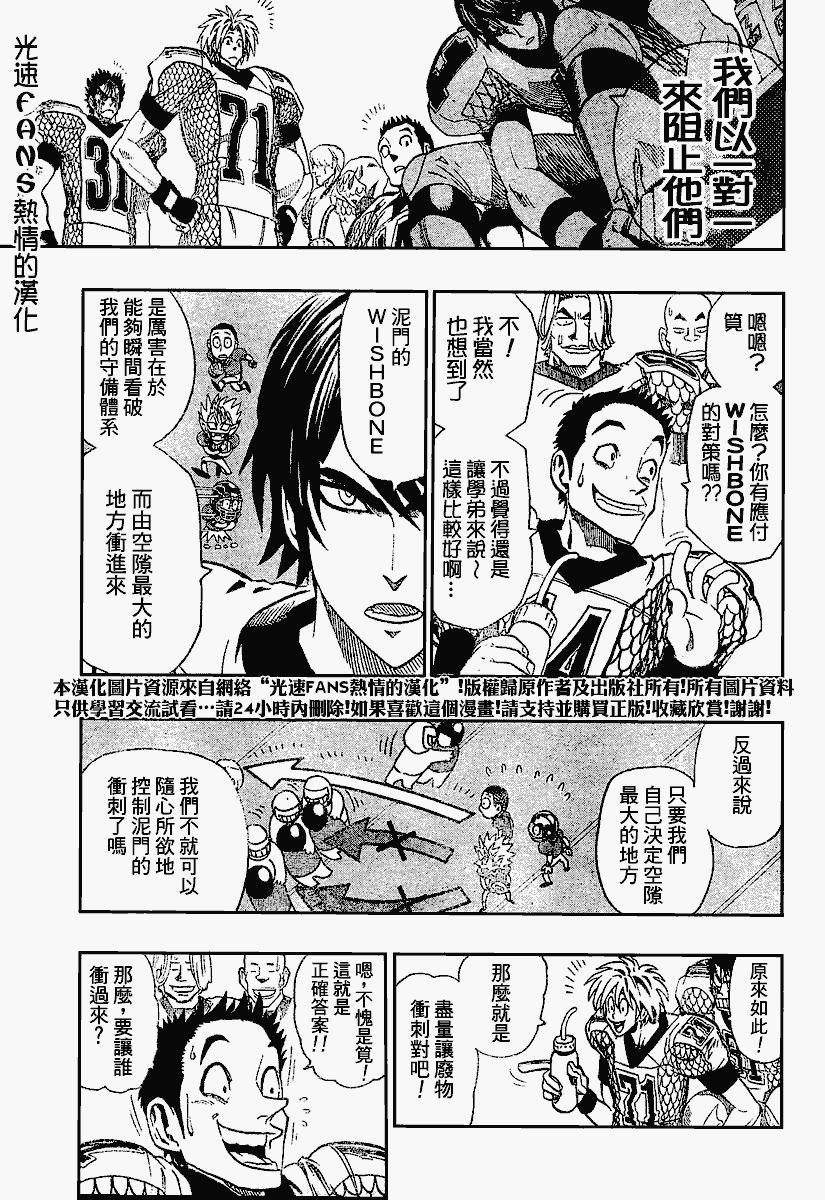 光速FANS熱情的漢化
我們以一對一
來阻止他們
31
71
嗯嗯？
筧
怎麼？你有應付
WISHBONE
的對策嗎？？
不！
我當然
也想到了
不過覺得還是
讓學弟來說～
這樣比較好啊…
4
泥門的
WISHBONE
是厲害在於
能夠瞬間看破
我們的守備體系
而由空隙最大的
地方衝進來
本漢化圖片資源來自網絡“光速FANS熱情的漢化”!版權歸原作者及出版社所有!所有圖片資料
只供學習交流試看…請24小時內刪除!如果喜歡這個漫畫!請支持並購買正版!收藏欣賞!謝謝!
反過來說
只要我們
自己決定空隙
最大的地方
我們不就可以
隨心所欲地
控制泥門的
衝刺了嗎
原來如此！
那麼就是
盡量讓廢物
衝刺對吧！
71
嗯，不愧是筧！
這就是
正確答案！！
那麼，要讓誰
衝過來？